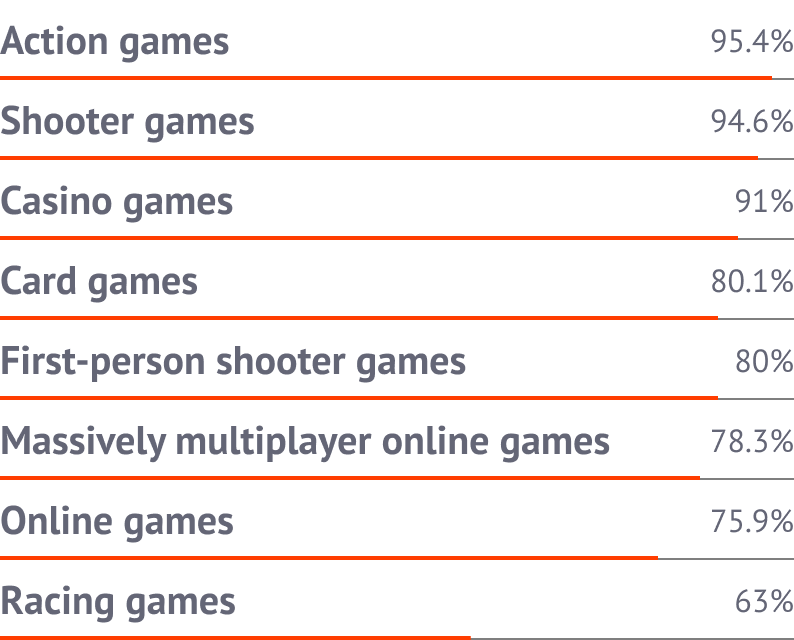 Action games 95.4%
Shooter games 94.6%
Casino games 91%
Card games 80.1%
First-person shooter games 80%
Massively multiplayer online games 78.3%
Online games 75.9%
Racing games 63%